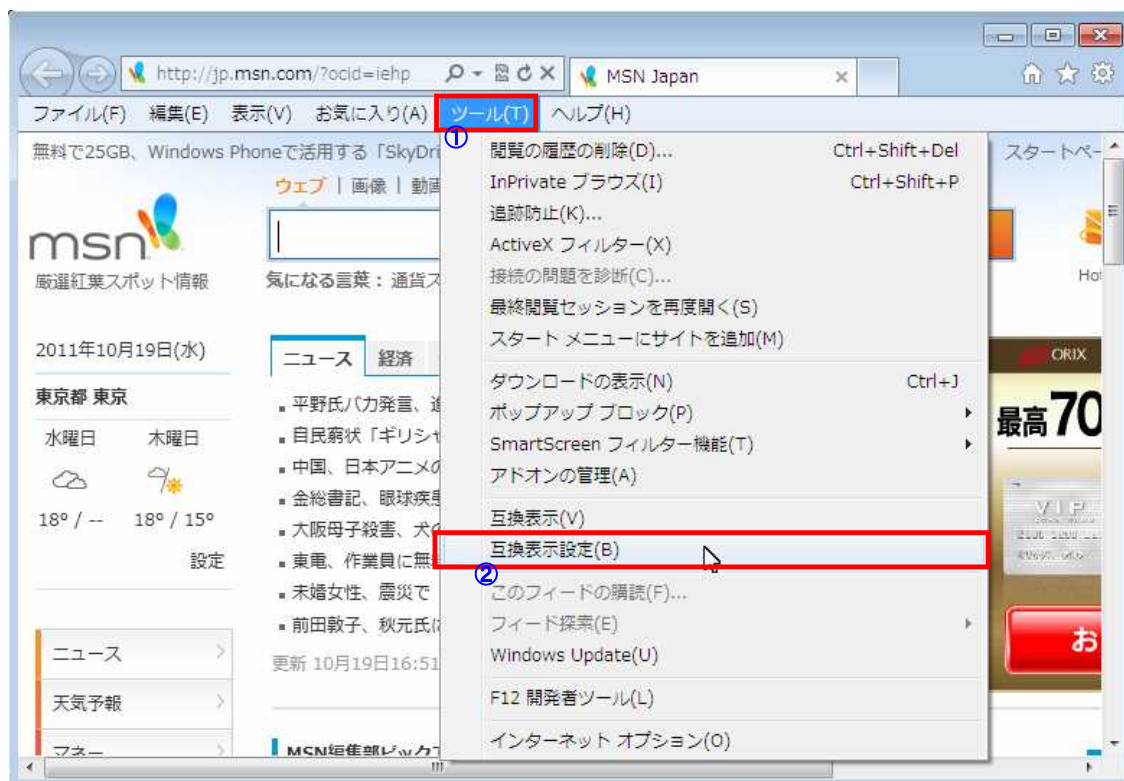 http://jp.msn.com/?ocid=iehp
MSN Japan
ファイル(F) 編集(E) 表示(V) お気に入り(A) ツール(T) ヘルプ(H)
①
無料で25GB、Windows Phoneで活用する「SkyDri
スタートペー
ウェブ | 画像 | 動画
msn
厳選紅葉スポット情報
気になる言葉： 通貨ス
Ho
2011年10月19日(水)
ニュース 経済
東京都 東京
水曜日 木曜日
18° / -- 18° / 15°
設定
平野氏バカ発言、
自民窮状「ギリシャ
中国、日本アニメの
金総書記、眼球疾患
大阪母子殺害、犬の
東電、作業員に無
未婚女性、震災で
前田敦子、秋元氏に
更新 10月19日16:51
ニュース
天気予報
マネー
MSN編集部ピックア
閲覧の履歴の削除(D)... Ctrl+Shift+Del
InPrivate ブラウズ(I) Ctrl+Shift+P
追跡防止(K)...
ActiveX フィルター(X)
接続の問題を診断(C)...
最終閲覧セッションを再度開く(S)
スタート メニューにサイトを追加(M)
ダウンロードの表示(N) Ctrl+J
ポップアップ ブロック(P)
SmartScreen フィルター機能(T)
アドオンの管理(A)
互換表示(V)
互換表示設定(B)
②
このフィードの購読(F)...
フィード探索(E)
Windows Update(U)
F12 開発者ツール(L)
インターネット オプション(O)
ORIX
最高70
VIP
お